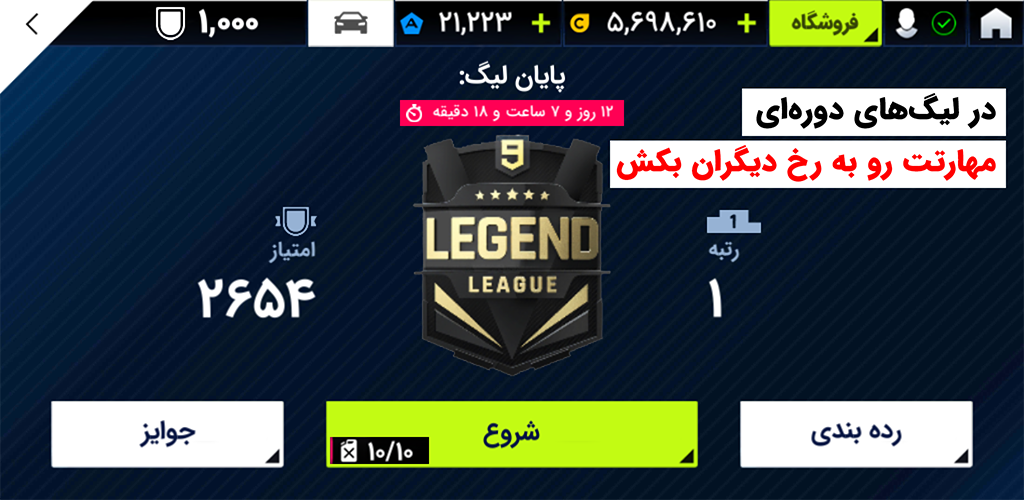 فروشگاه
۵,۶۹۸,۶۱۰
C
۲۱,۲۲۳
A
۱,۰۰۰
پایان لیگ:
۱۲ روز و ۷ ساعت و ۱۸ دقیقه
در لیگ‌های دوره‌ای
مهارتت رو به رخ دیگران بکش
9
LEGEND
LEAGUE
1
رتبه
۱
امتیاز
۲۶۵۴
رده بندی
شروع
۱۰/۱۰
جوایز